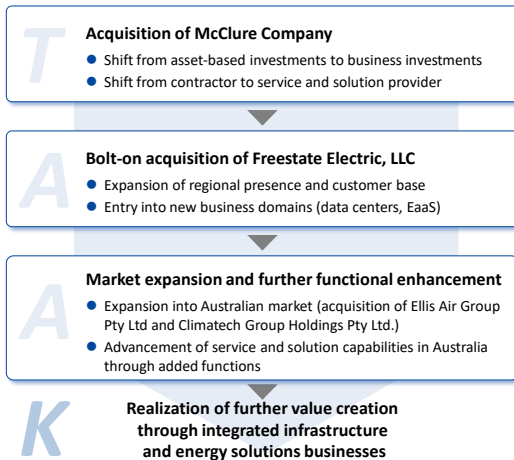 T
Acquisition of McClure Company
● Shift from asset-based investments to business investments
● Shift from contractor to service and solution provider
A
Bolt-on acquisition of Freestate Electric, LLC
● Expansion of regional presence and customer base
● Entry into new business domains (data centers, EaaS)
A
Market expansion and further functional enhancement
● Expansion into Australian market (acquisition of Ellis Air Group
Pty Ltd and Climatech Group Holdings Pty Ltd.)
● Advancement of service and solution capabilities in Australia
through added functions
K
Realization of further value creation
through integrated infrastructure
and energy solutions businesses